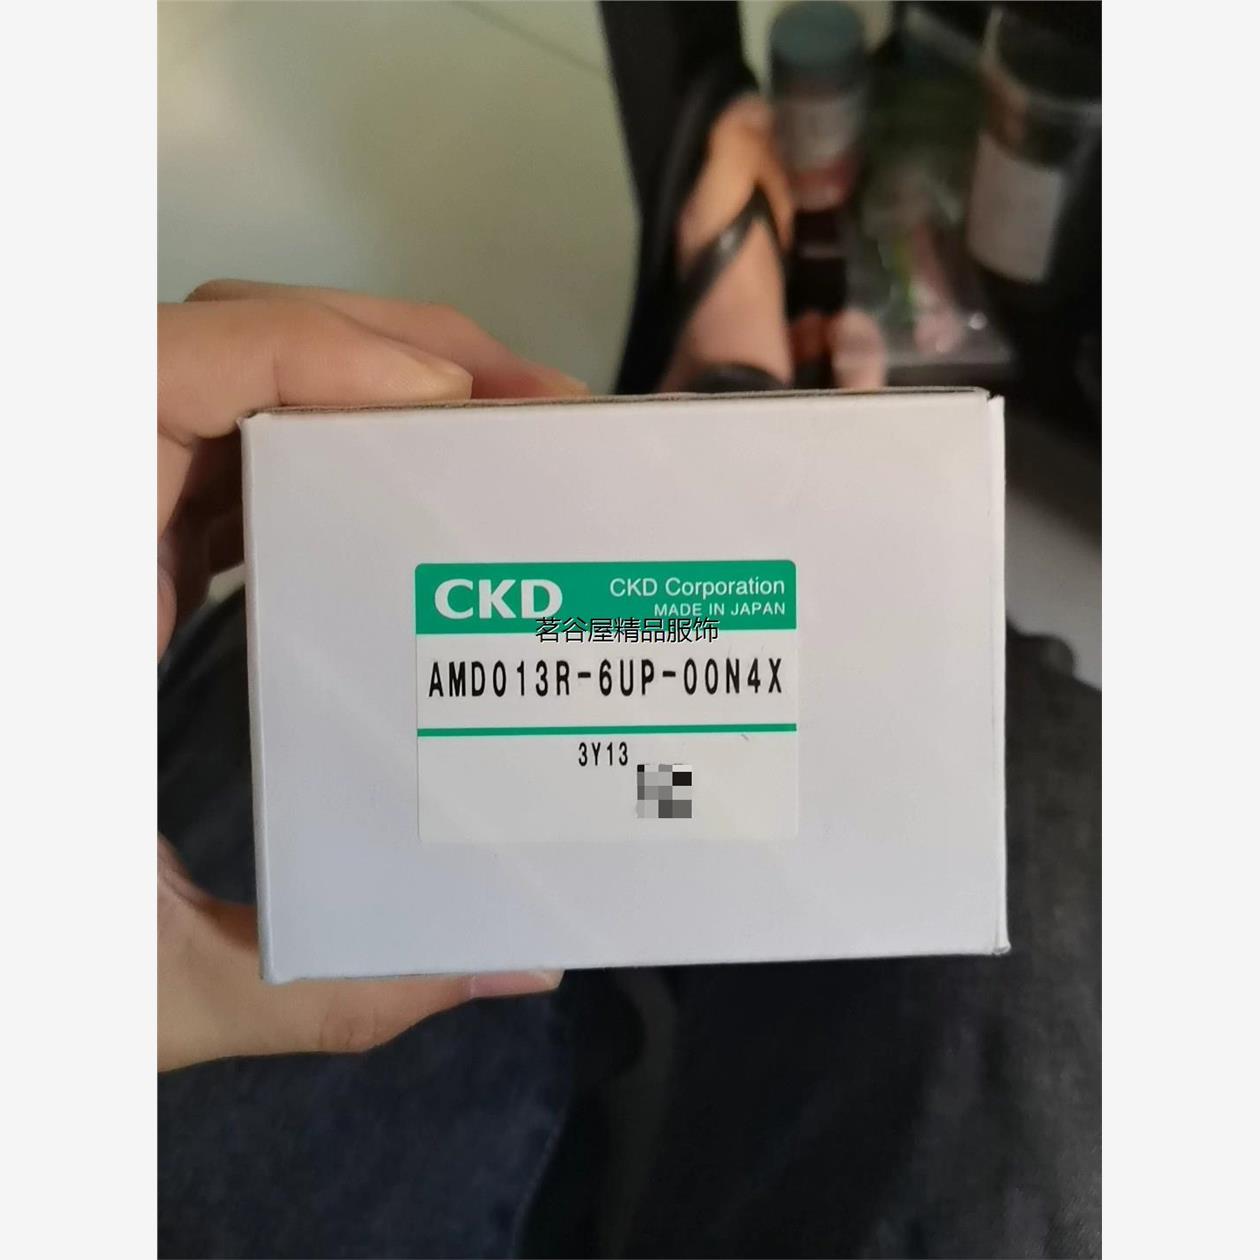 CKD
CKD Corporation
MADE IN JAPAN
茗谷屋精品服饰
AMD013R-6UP-00N4X
3Y13